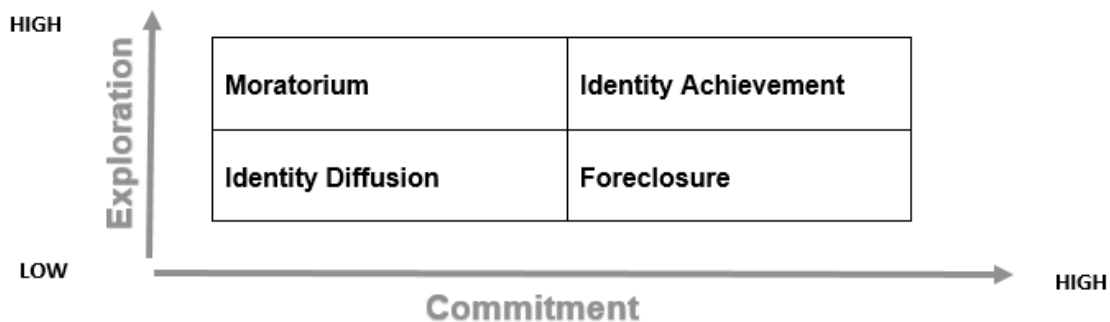 HIGH
Exploration
Moratorium
Identity Achievement
Identity Diffusion
Foreclosure
LOW
HIGH
Commitment